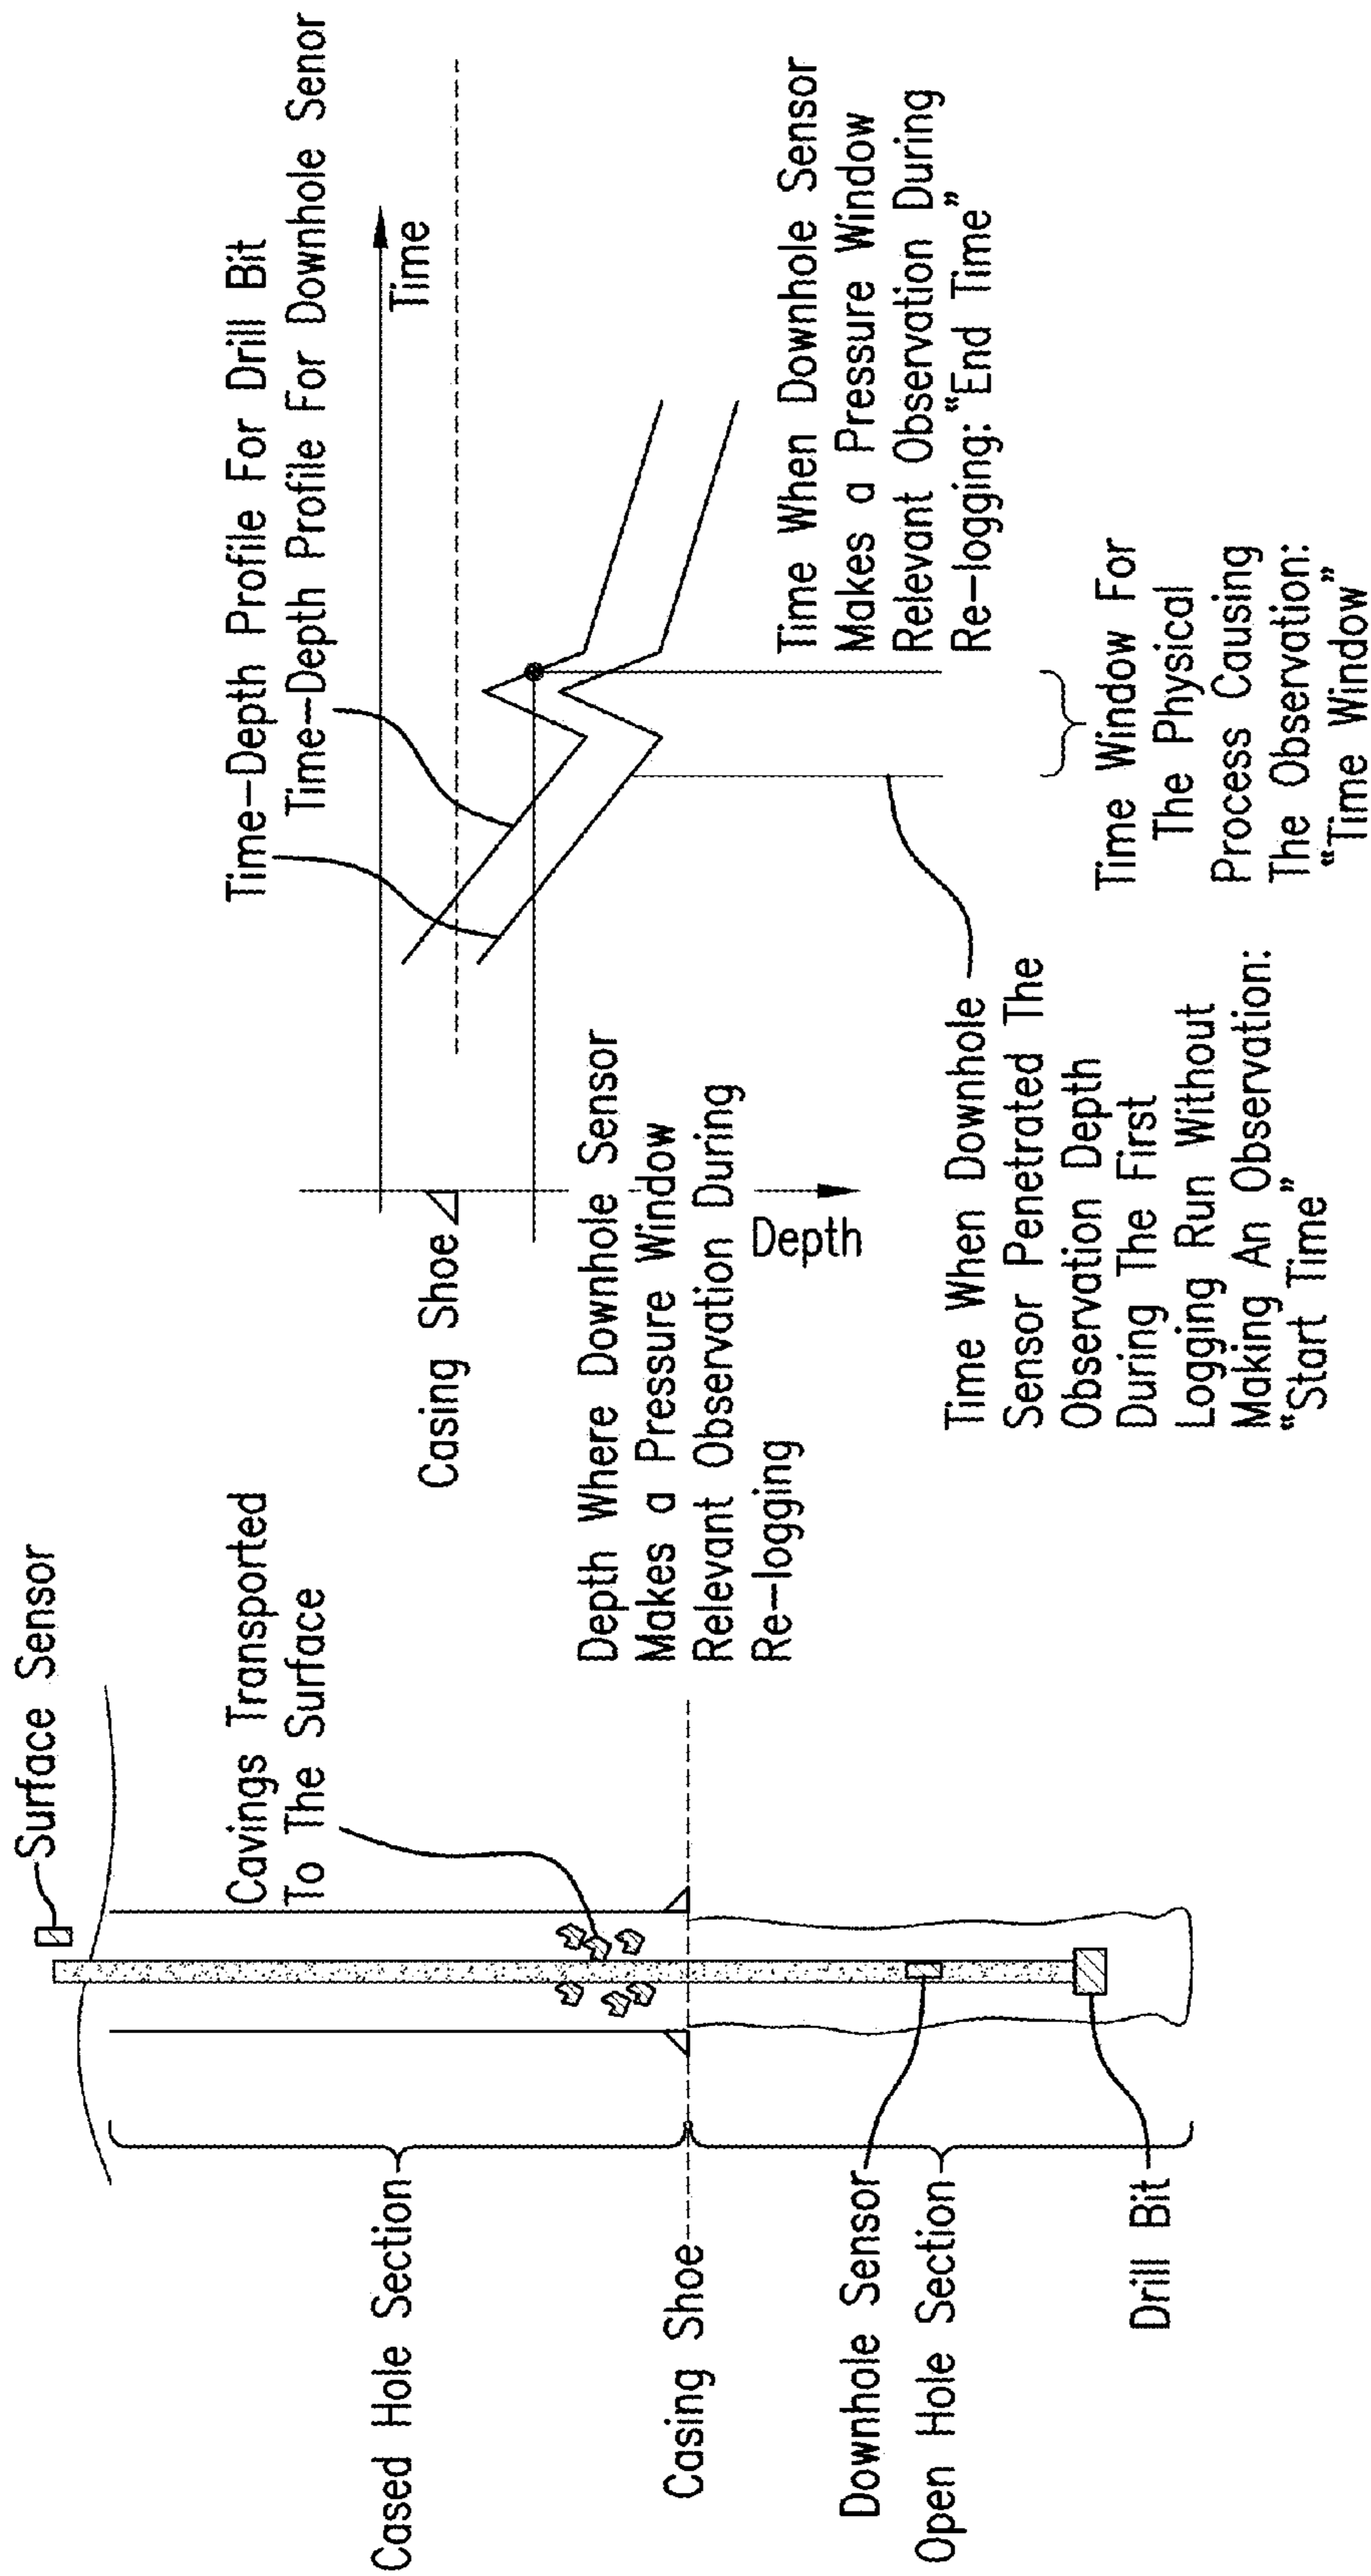 Surface Sensor
Cavings Transported
To The Surface
Cased Hole Section
Casing Shoe
Downhole Sensor
Open Hole Section
Drill Bit
Time-Depth Profile For Drill Bit
Time-Depth Profile For Downhole Senor
Time
Casing Shoe
Depth Where Downhole Sensor
Makes a Pressure Window
Relevant Observation During
Re-logging
Depth
Time When Downhole Sensor
Makes a Pressure Window
Relevant Observation During
Re-logging: "End Time"
Time When Downhole
Sensor Penetrated The
Observation Depth
During The First
Logging Run Without
Making An Observation:
"Start Time"
Time Window For
The Physical
Process Causing
The Observation:
"Time Window"